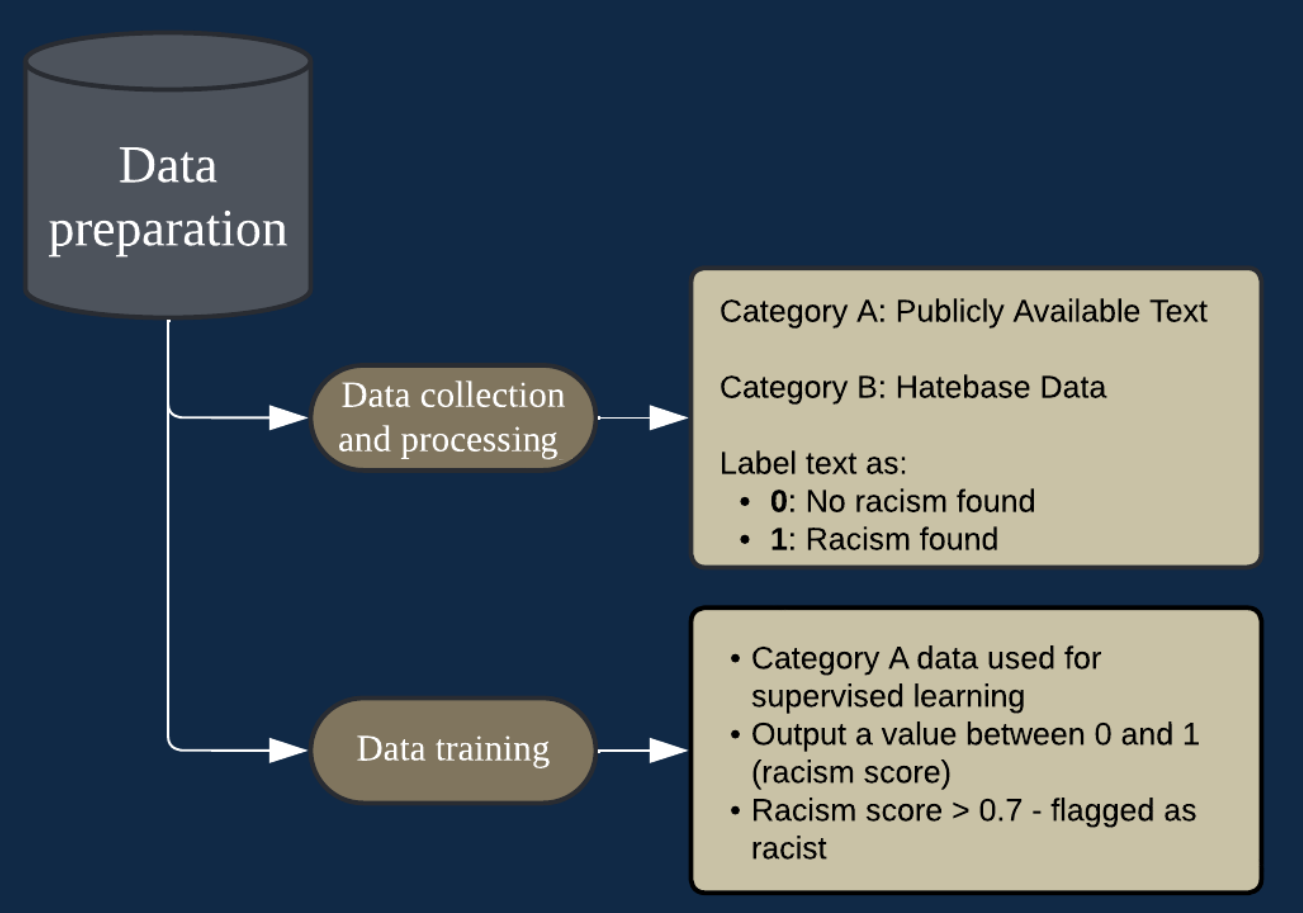 Data
preparation
Data collection
and processing
Category A: Publicly Available Text
Category B: Hatebase Data
Label text as:
• 0: No racism found
• 1: Racism found
Data training
• Category A data used for
supervised learning
• Output a value between 0 and 1
(racism score)
• Racism score > 0.7 - flagged as
racist